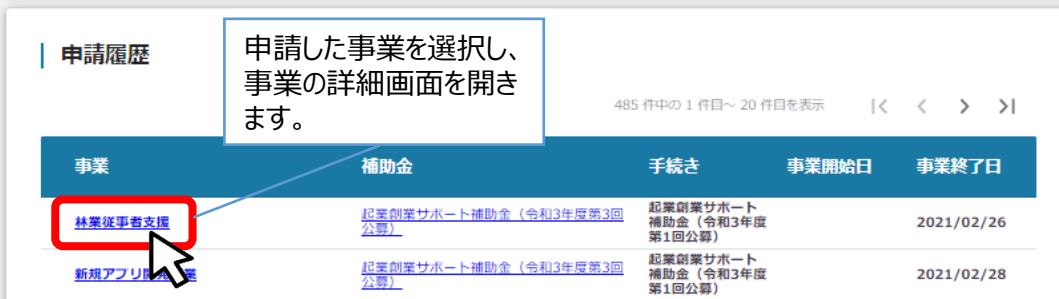 申請履歴
申請した事業を選択し、
事業の詳細画面を開き
ます。
485 件中の 1 件目～ 20 件目を表示
事業 補助金 手続き 事業開始日 事業終了日
林業従事者支援
起業創業サポート補助金（令和3年度第3回
公募）
起業創業サポート
補助金（令和3年度
第1回公募）
2021/02/26
新規アプリ開発事業
起業創業サポート補助金（令和3年度第3回
公募）
起業創業サポート
補助金（令和3年度
第1回公募）
2021/02/28